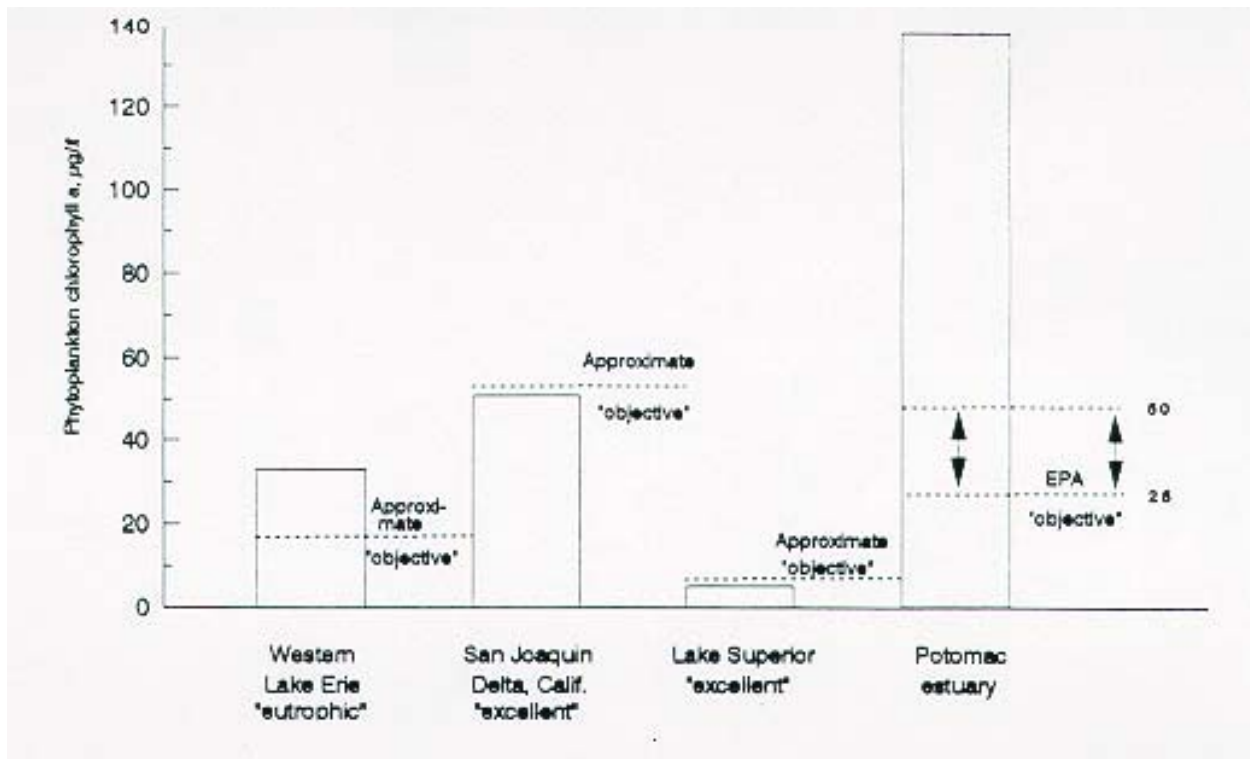 140
120
100
80
60
40
20
0
Phytoplankton chlorophyll a, µg/ℓ
Approxi-
mate
"objective"
Approximate
"objective"
Approximate
"objective"
50
EPA
25
"objective"
Western
Lake Erie
"eutrophic"
San Joaquin
Delta, Calif.
"excellent"
Lake Superior
"excellent"
Potomac
estuary